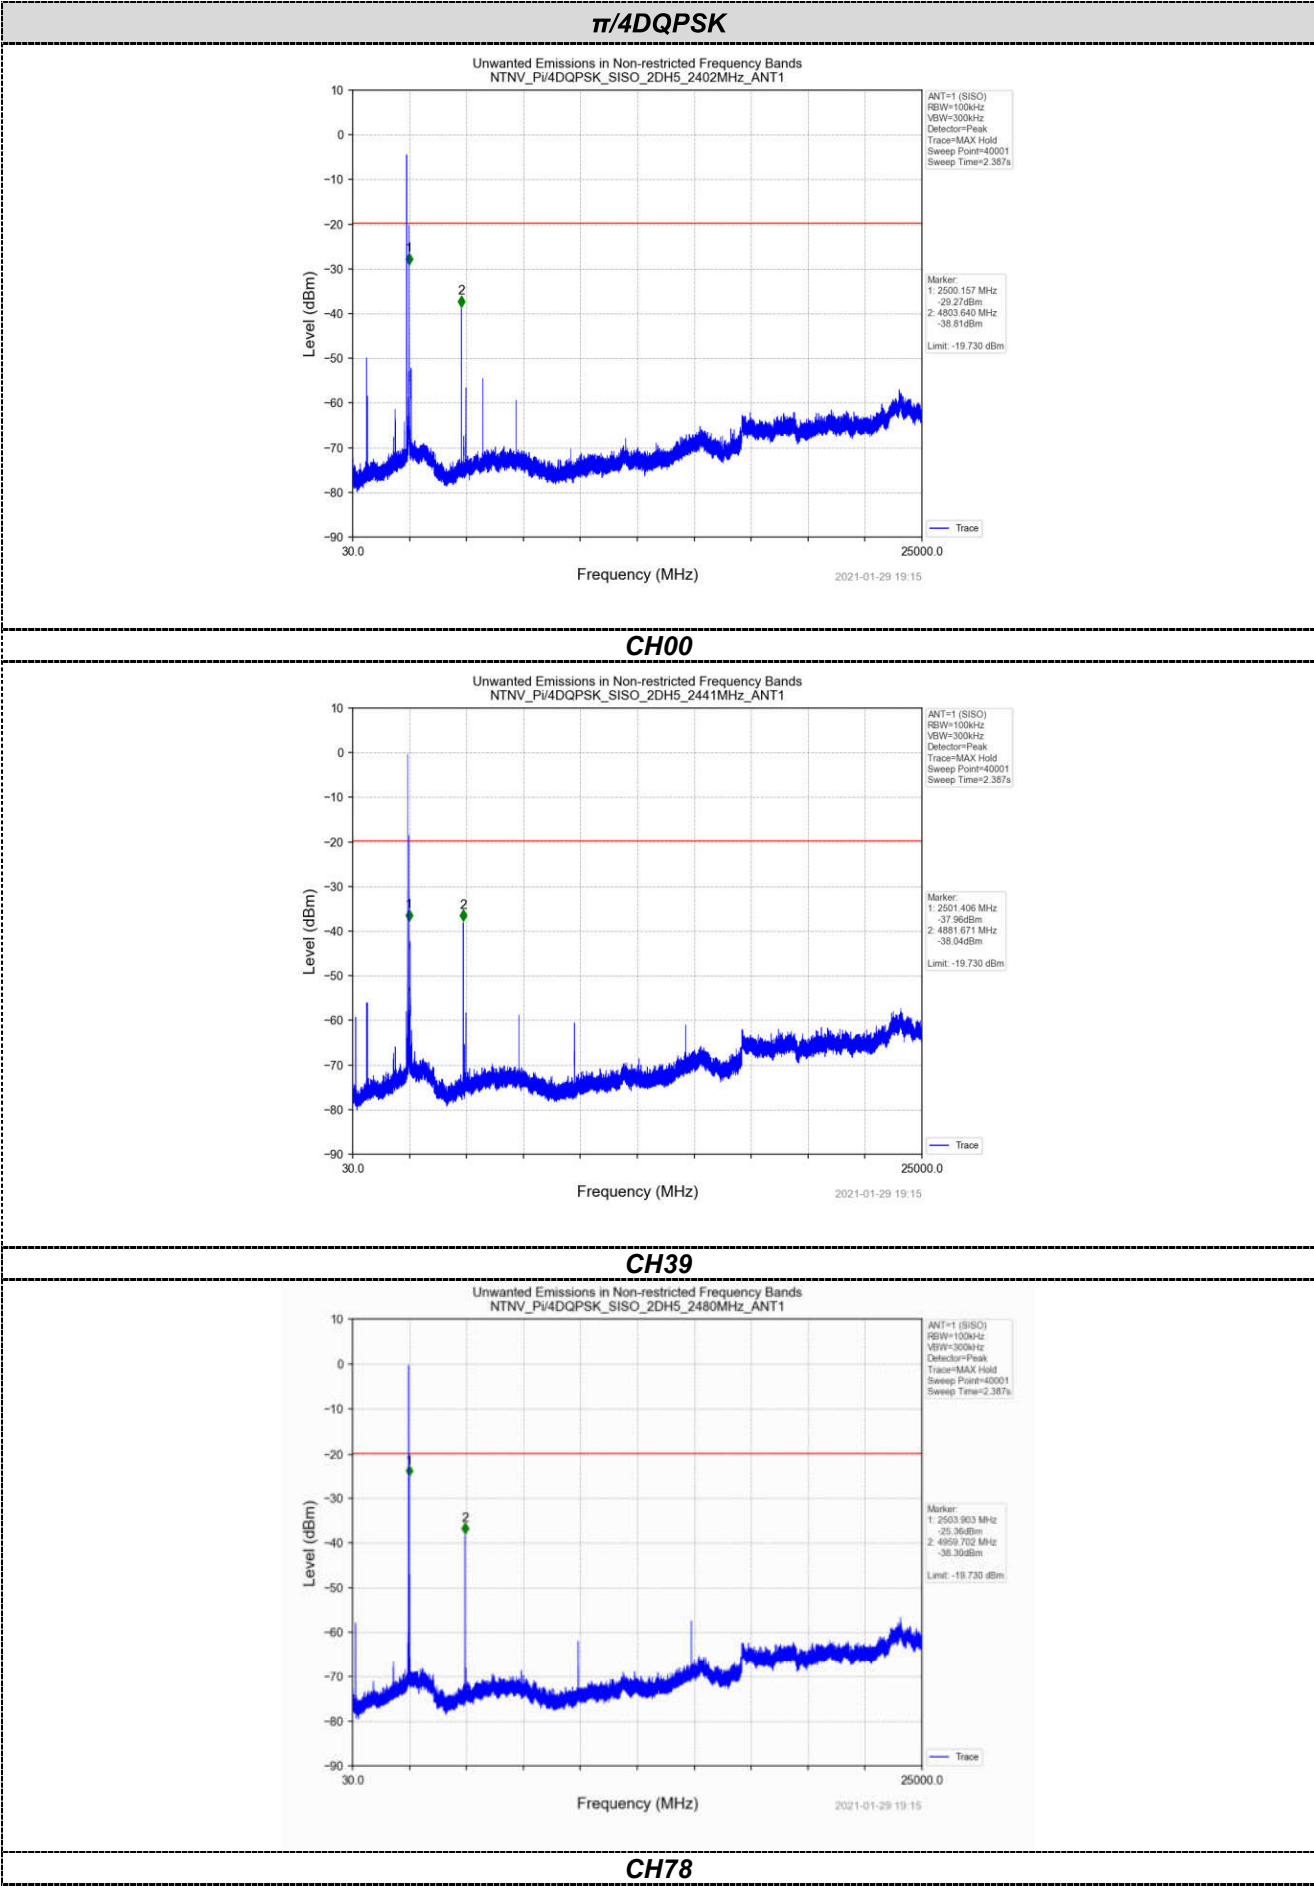 π/4DQPSK
Unwanted Emissions in Non-restricted Frequency Bands
NTNV_Pi/4DQPSK_SISO_2DH5_2402MHz_ANT1
10
0
−10
−20
−30
−40
−50
−60
−70
−80
−90
Level (dBm)
1
2
30.0
25000.0
Frequency (MHz)
2021-01-29 19:15
ANT=1 (SISO)
RBW=100kHz
VBW=300kHz
Detector=Peak
Trace=MAX Hold
Sweep Point=40001
Sweep Time=2.387s
Marker:
1: 2500.157 MHz
-29.27dBm
2: 4803.640 MHz
-38.81dBm
Limit: -19.730 dBm
Trace
CH00
Unwanted Emissions in Non-restricted Frequency Bands
NTNV_Pi/4DQPSK_SISO_2DH5_2441MHz_ANT1
10
0
−10
−20
−30
−40
−50
−60
−70
−80
−90
Level (dBm)
1
2
30.0
25000.0
Frequency (MHz)
2021-01-29 19:15
ANT=1 (SISO)
RBW=100kHz
VBW=300kHz
Detector=Peak
Trace=MAX Hold
Sweep Point=40001
Sweep Time=2.387s
Marker:
1: 2501.406 MHz
-37.96dBm
2: 4881.671 MHz
-38.04dBm
Limit: -19.730 dBm
Trace
CH39
Unwanted Emissions in Non-restricted Frequency Bands
NTNV_Pi/4DQPSK_SISO_2DH5_2480MHz_ANT1
10
0
−10
−20
−30
−40
−50
−60
−70
−80
−90
Level (dBm)
1
2
30.0
25000.0
Frequency (MHz)
2021-01-29 19:15
ANT=1 (SISO)
RBW=100kHz
VBW=300kHz
Detector=Peak
Trace=MAX Hold
Sweep Point=40001
Sweep Time=2.387s
Marker:
1: 2503.903 MHz
-25.36dBm
2: 4959.702 MHz
-38.30dBm
Limit: -19.730 dBm
Trace
CH78